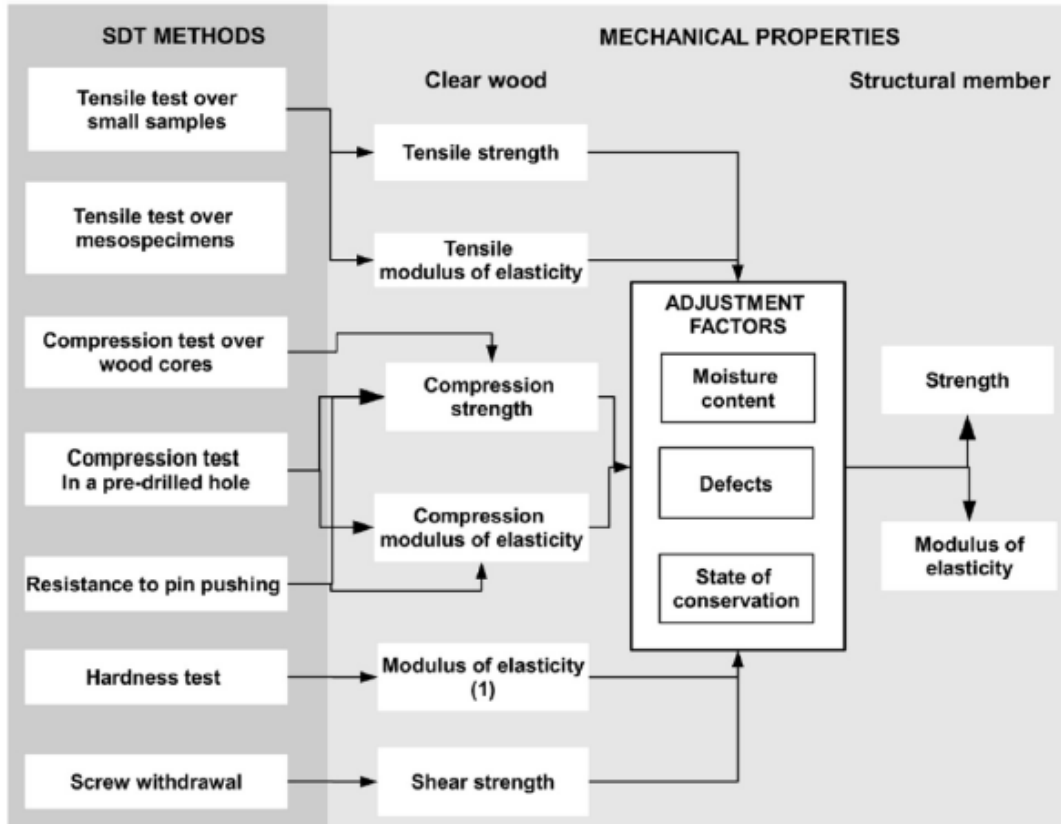 SDT METHODS
MECHANICAL PROPERTIES
Clear wood
Structural member
Tensile test over
small samples
Tensile strength
Tensile test over
mesospecimens
Tensile
modulus of elasticity
ADJUSTMENT
FACTORS
Compression test over
wood cores
Compression
strength
Moisture
content
Strength
Compression test
In a pre-drilled hole
Defects
Compression
modulus of elasticity
Modulus of
elasticity
Resistance to pin pushing
State of
conservation
Hardness test
Modulus of elasticity
(1)
Screw withdrawal
Shear strength